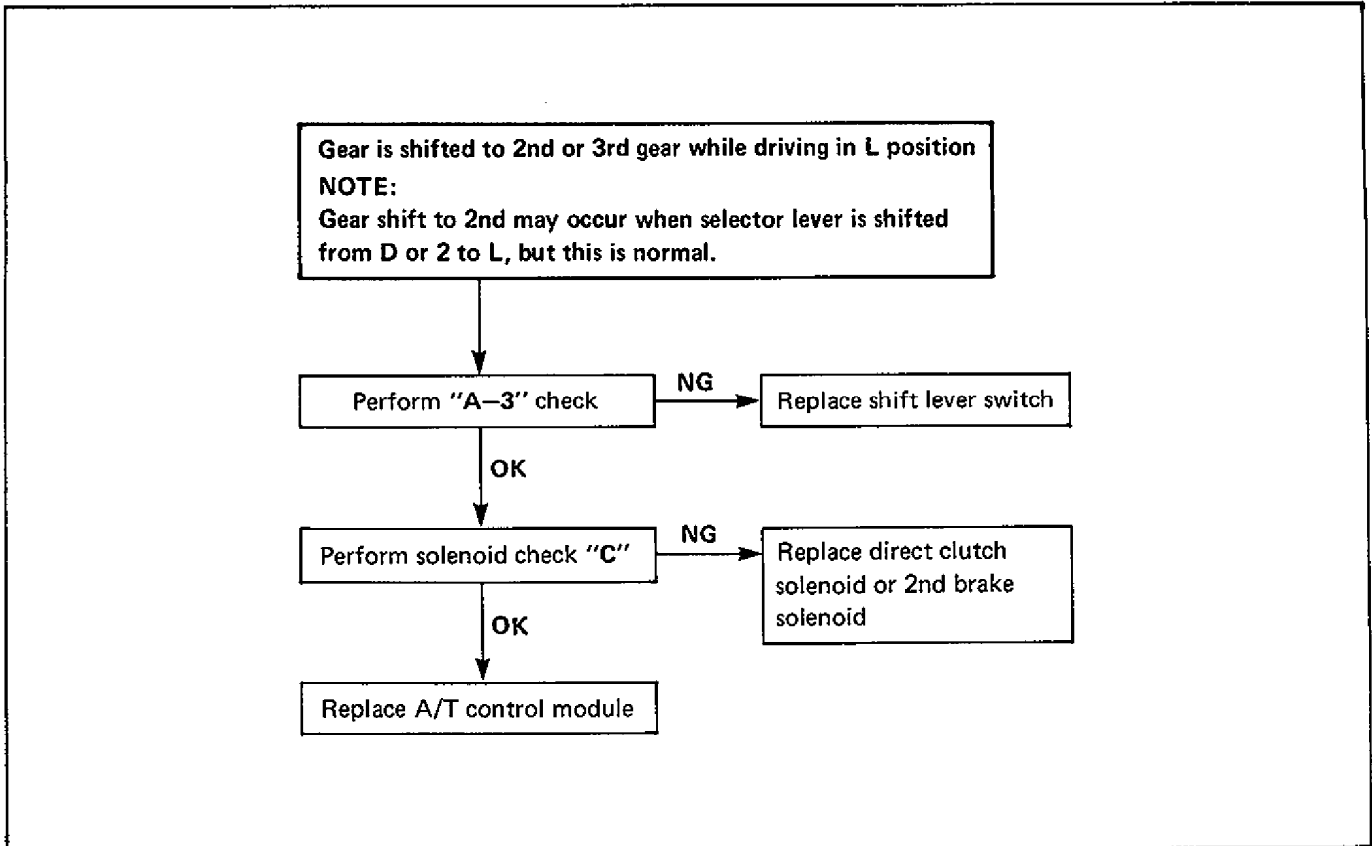 Gear is shifted to 2nd or 3rd gear while driving in L position
NOTE:
Gear shift to 2nd may occur when selector lever is shifted
from D or 2 to L, but this is normal.
Perform "A–3" check
NG
Replace shift lever switch
OK
Perform solenoid check "C"
NG
Replace direct clutch
solenoid or 2nd brake
solenoid
OK
Replace A/T control module